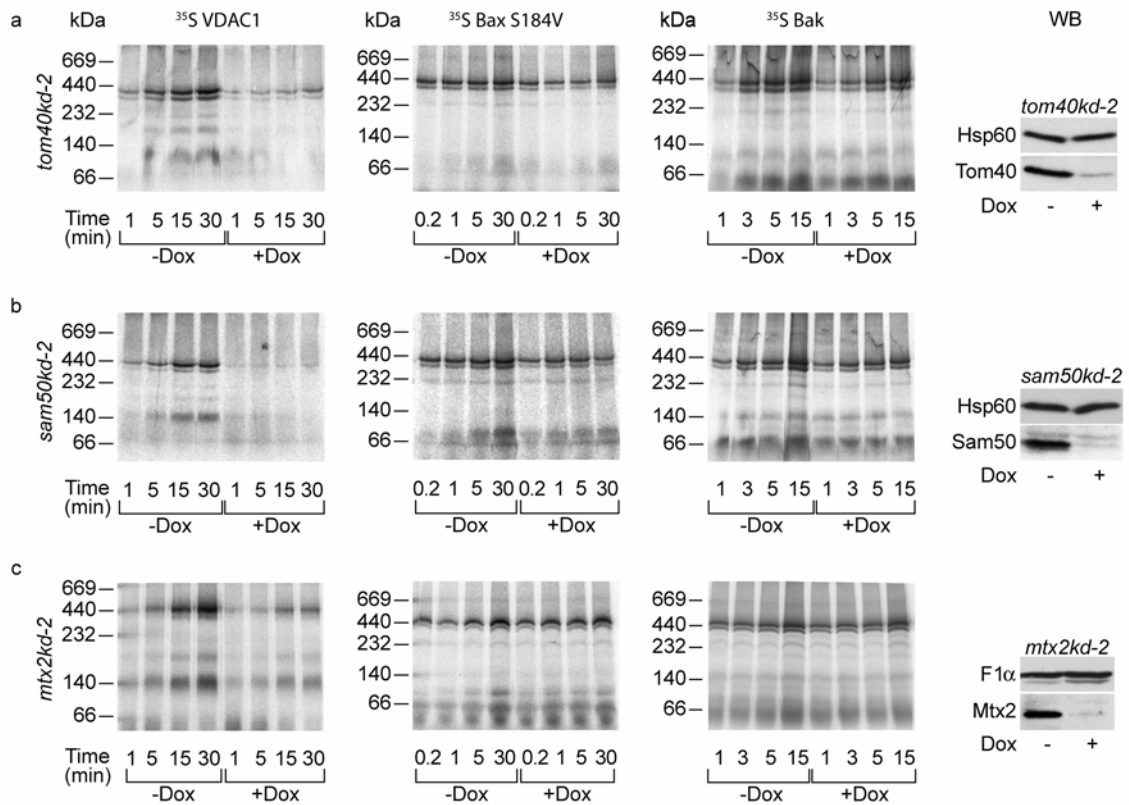 a kDa ³⁵S VDAC1 kDa ³⁵S Bax S184V kDa ³⁵S Bak WB
tom40kd-2
669 669 669
440 440 440
232 232 232
140 140 140
66 66 66
tom40kd-2
Hsp60
Tom40
Dox - +
Time (min) 1 5 15 30 1 5 15 30 0.2 1 5 30 0.2 1 5 30 1 3 5 15 1 3 5 15
-Dox +Dox -Dox +Dox -Dox +Dox
b
sam50kd-2
669 669 669
440 440 440
232 232 232
140 140 140
66 66 66
sam50kd-2
Hsp60
Sam50
Dox - +
Time (min) 1 5 15 30 1 5 15 30 0.2 1 5 30 0.2 1 5 30 1 3 5 15 1 3 5 15
-Dox +Dox -Dox +Dox -Dox +Dox
c
mtx2kd-2
669 669 669
440 440 440
232 232 232
140 140 140
66 66 66
mtx2kd-2
F1α
Mtx2
Dox - +
Time (min) 1 5 15 30 1 5 15 30 0.2 1 5 30 0.2 1 5 30 1 3 5 15 1 3 5 15
-Dox +Dox -Dox +Dox -Dox +Dox